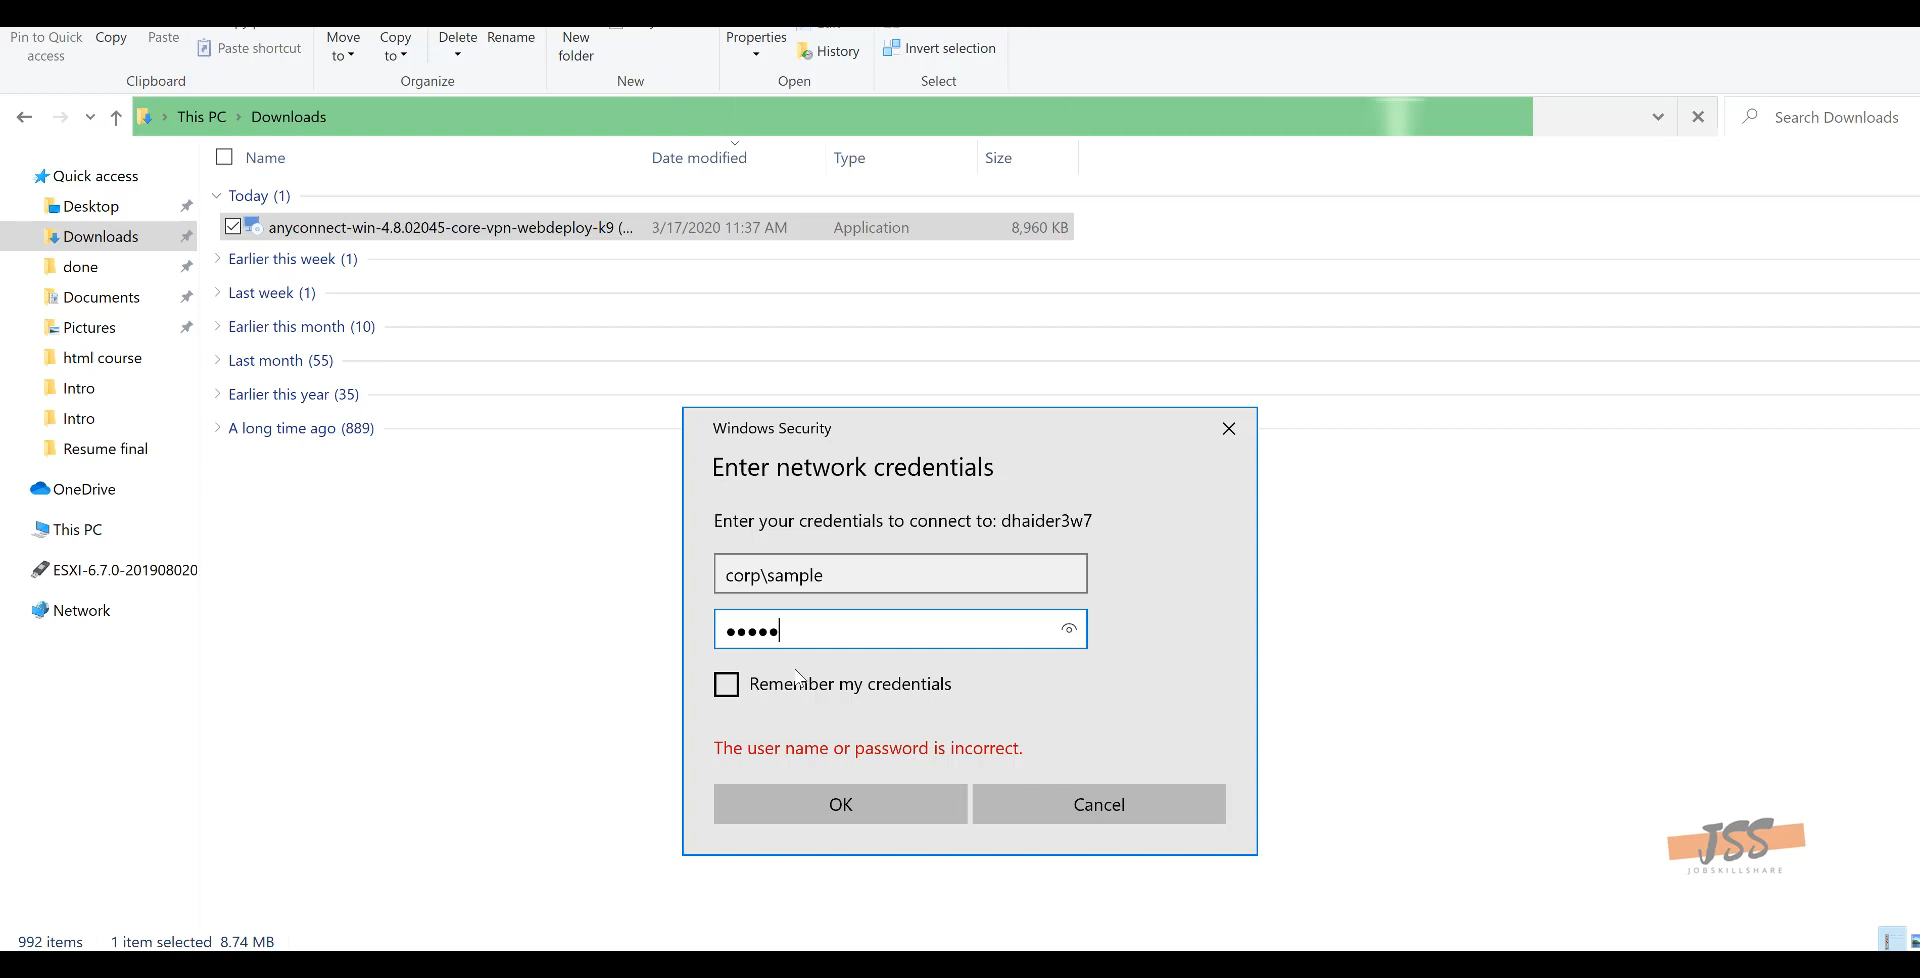 Pin to Quick access
Copy
Paste
Paste shortcut
Clipboard
Move to
Copy to
Delete
Rename
Organize
New folder
New
Properties
History
Open
Invert selection
Select
This PC > Downloads
Search Downloads
Name
Date modified
Type
Size
Quick access
Desktop
Downloads
done
Documents
Pictures
html course
Intro
Intro
Resume final
OneDrive
This PC
ESXI-6.7.0-201908020
Network
Today (1)
anyconnect-win-4.8.02045-core-vpn-webdeploy-k9 (... 3/17/2020 11:37 AM Application 8,960 KB
Earlier this week (1)
Last week (1)
Earlier this month (10)
Last month (55)
Earlier this year (35)
A long time ago (889)
Windows Security
Enter network credentials
Enter your credentials to connect to: dhaider3w7
corp\sample
Remember my credentials
The user name or password is incorrect.
OK
Cancel
JSS
JOBSKILLSHARE
992 items 1 item selected 8.74 MB